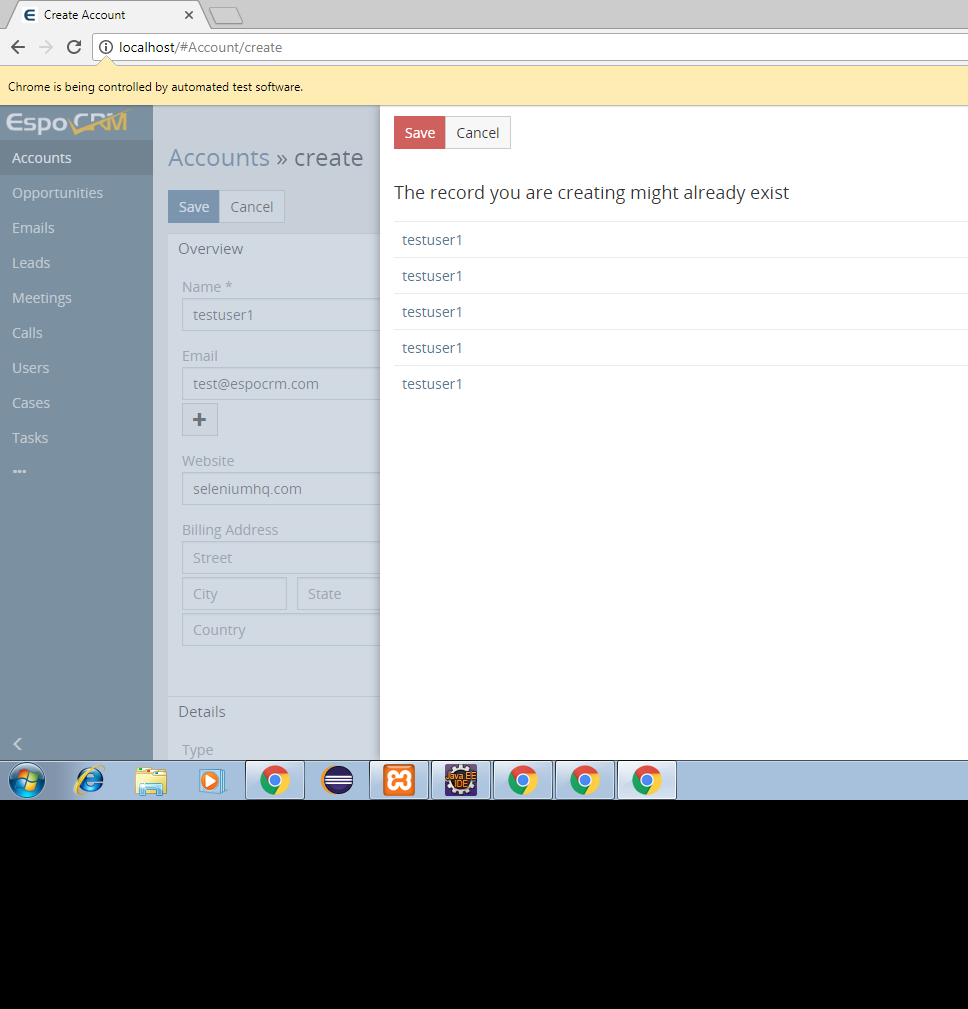 Create Account
localhost/#Account/create
Chrome is being controlled by automated test software.
EspoCRM
Accounts
Opportunities
Emails
Leads
Meetings
Calls
Users
Cases
Tasks
Accounts » create
Save Cancel
Overview
Name *
testuser1
Email
test@espocrm.com
Website
seleniumhq.com
Billing Address
Street
City State
Country
Details
Type
Save Cancel
The record you are creating might already exist
testuser1
testuser1
testuser1
testuser1
testuser1
Java EE
IDE